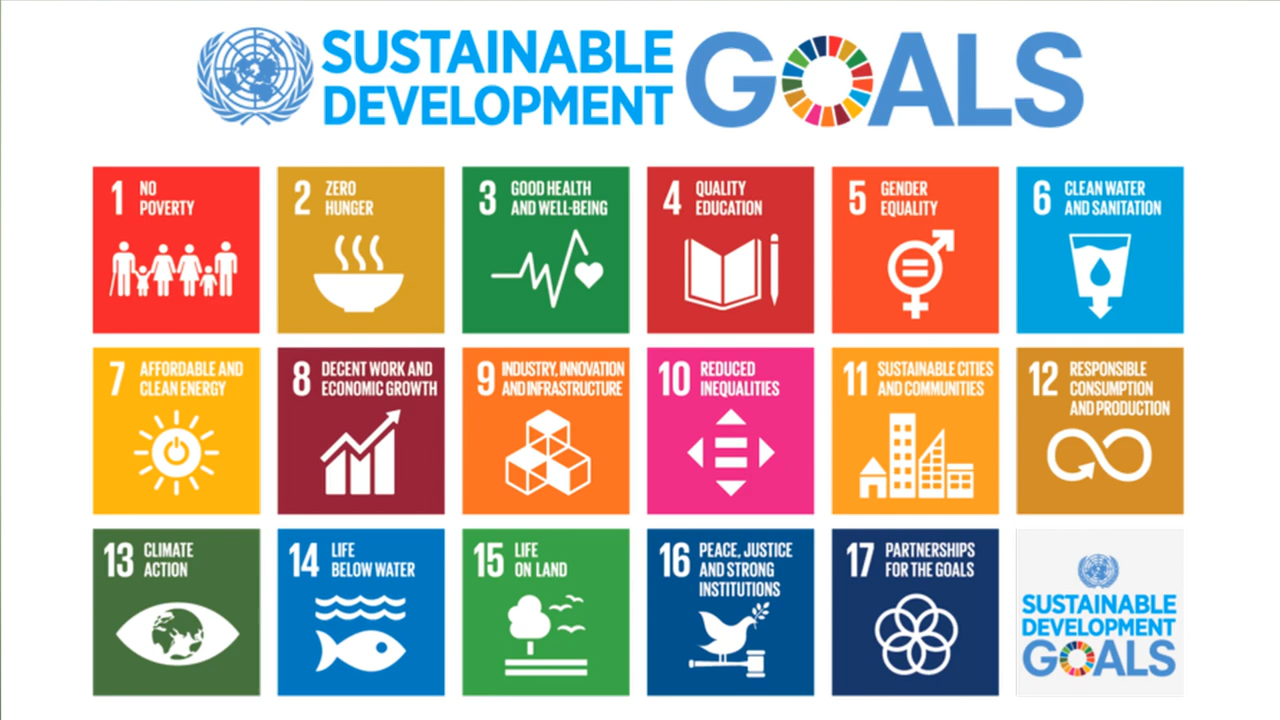 SUSTAINABLE
DEVELOPMENT
GOALS
1 NO
POVERTY
2 ZERO
HUNGER
3 GOOD HEALTH
AND WELL-BEING
4 QUALITY
EDUCATION
5 GENDER
EQUALITY
6 CLEAN WATER
AND SANITATION
7 AFFORDABLE AND
CLEAN ENERGY
8 DECENT WORK AND
ECONOMIC GROWTH
9 INDUSTRY, INNOVATION
AND INFRASTRUCTURE
10 REDUCED
INEQUALITIES
11 SUSTAINABLE CITIES
AND COMMUNITIES
12 RESPONSIBLE
CONSUMPTION
AND PRODUCTION
13 CLIMATE
ACTION
14 LIFE
BELOW WATER
15 LIFE
ON LAND
16 PEACE, JUSTICE
AND STRONG
INSTITUTIONS
17 PARTNERSHIPS
FOR THE GOALS
SUSTAINABLE
DEVELOPMENT
GOALS